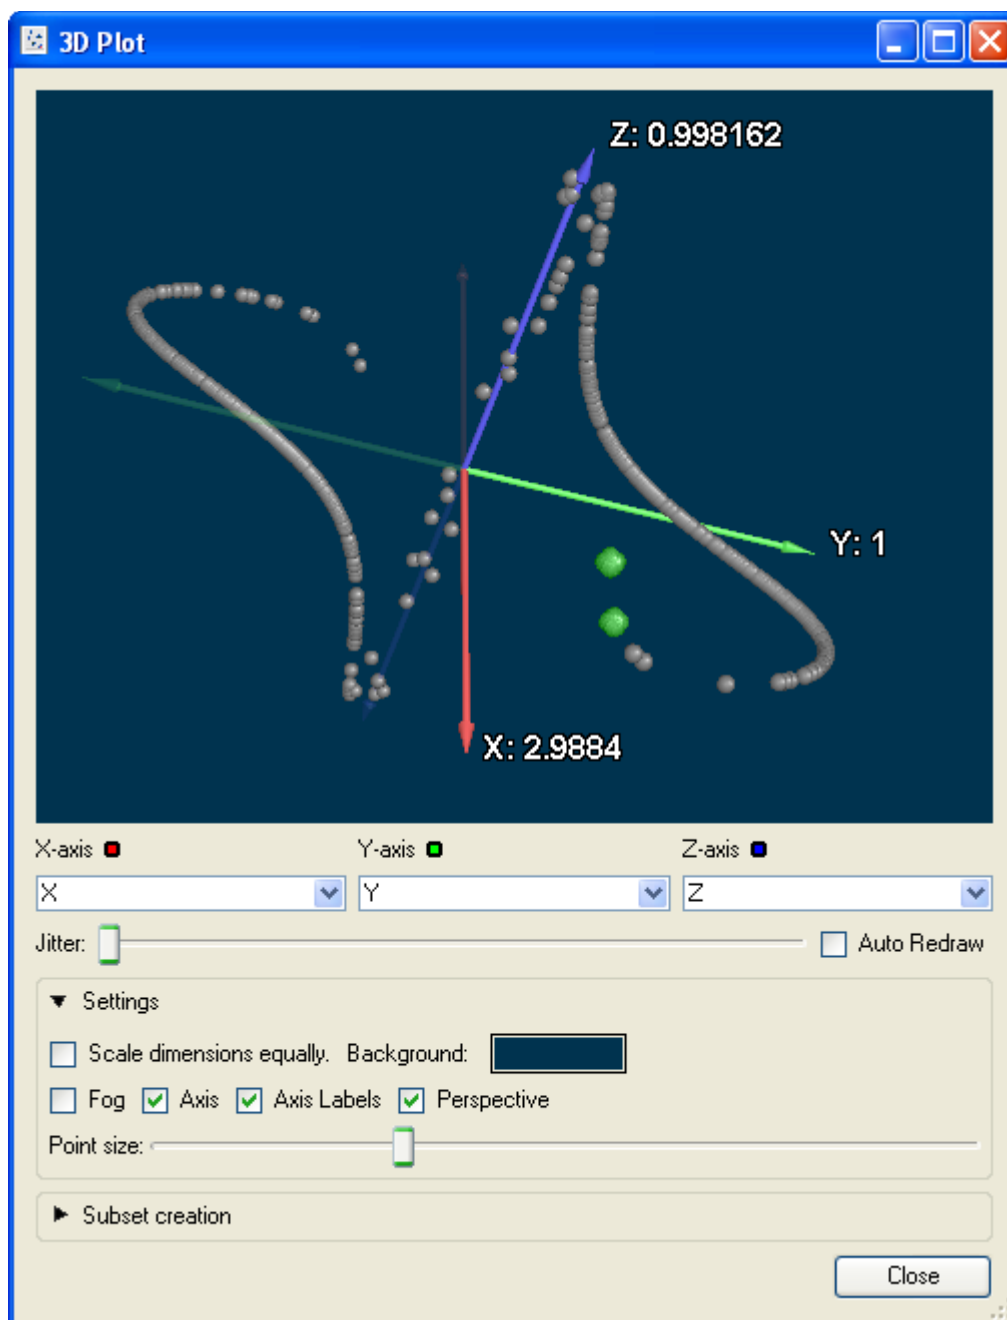 3D Plot
Z: 0.998162
Y: 1
X: 2.9884
X-axis Y-axis Z-axis
X Y Z
Jitter: Auto Redraw
Settings
Scale dimensions equally. Background:
Fog Axis Axis Labels Perspective
Point size:
Subset creation
Close